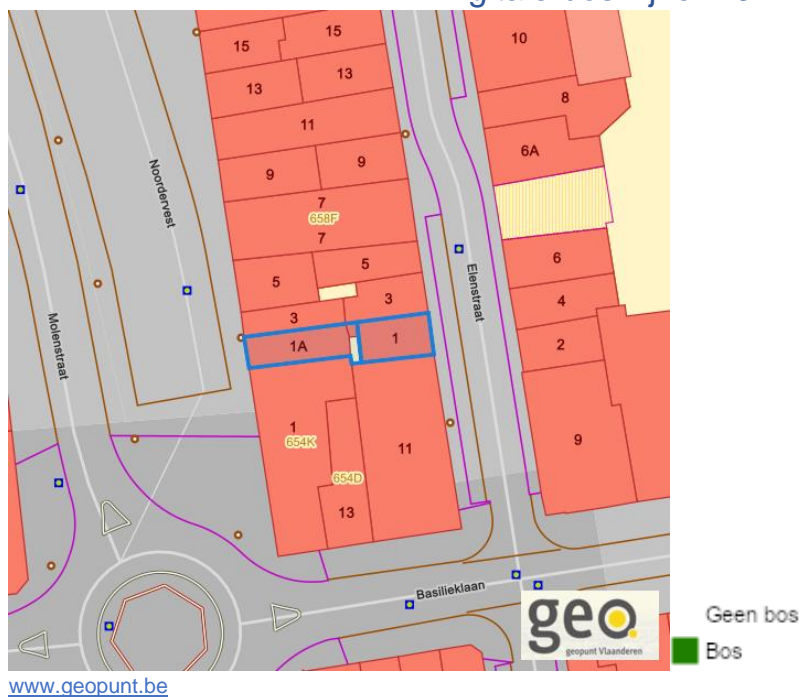 15
15
10
13
13
8
11
6A
9
9
Noordervest
7
658F
7
Elenstraat
5
5
6
3
3
4
Molenstraat
1A
1
2
1
654K
11
9
654D
13
Basilieklaan
geo
geopunt Vlaanderen
Geen bos
Bos
www.geopunt.be